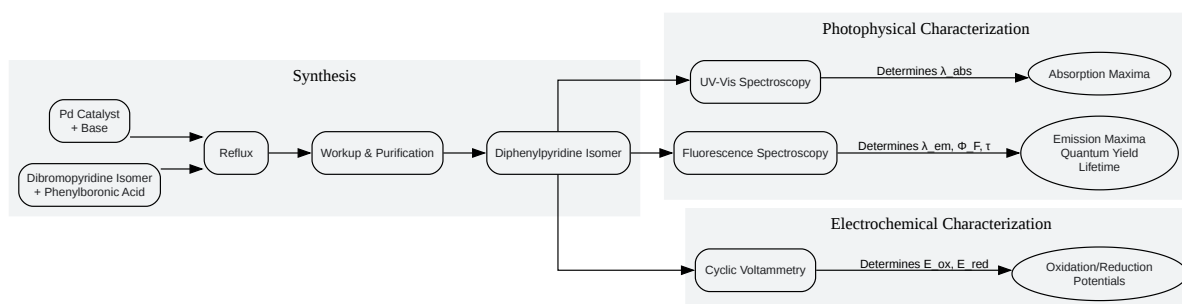 Synthesis
Pd Catalyst
+ Base
Dibromopyridine Isomer
+ Phenylboronic Acid
Reflux
Workup & Purification
Diphenylpyridine Isomer
Photophysical Characterization
UV-Vis Spectroscopy
Determines λ_abs
Absorption Maxima
Fluorescence Spectroscopy
Determines λ_em, Φ_F, τ
Emission Maxima
Quantum Yield
Lifetime
Electrochemical Characterization
Cyclic Voltammetry
Determines E_ox, E_red
Oxidation/Reduction
Potentials